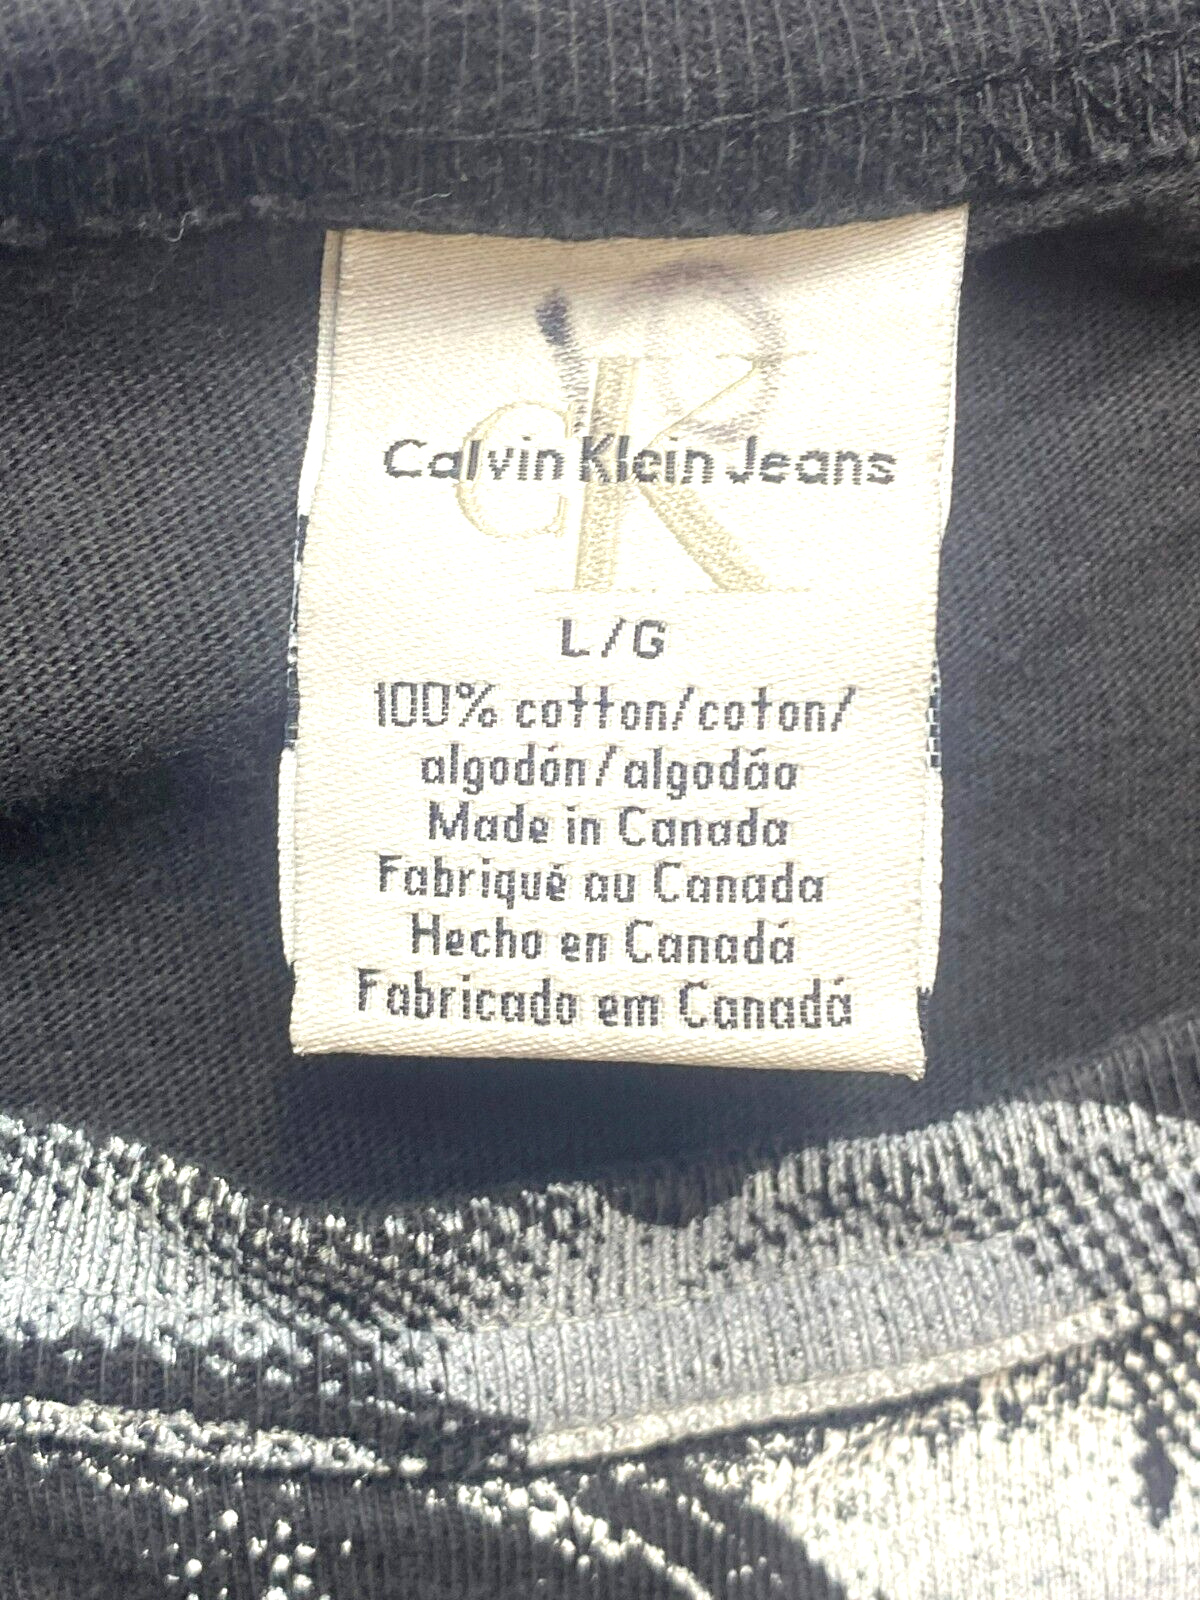 cK
Calvin Klein Jeans
L/G
100% cotton/coton/
algodón/algodão
Made in Canada
Fabriqué au Canada
Hecho en Canadá
Fabricado em Canadá